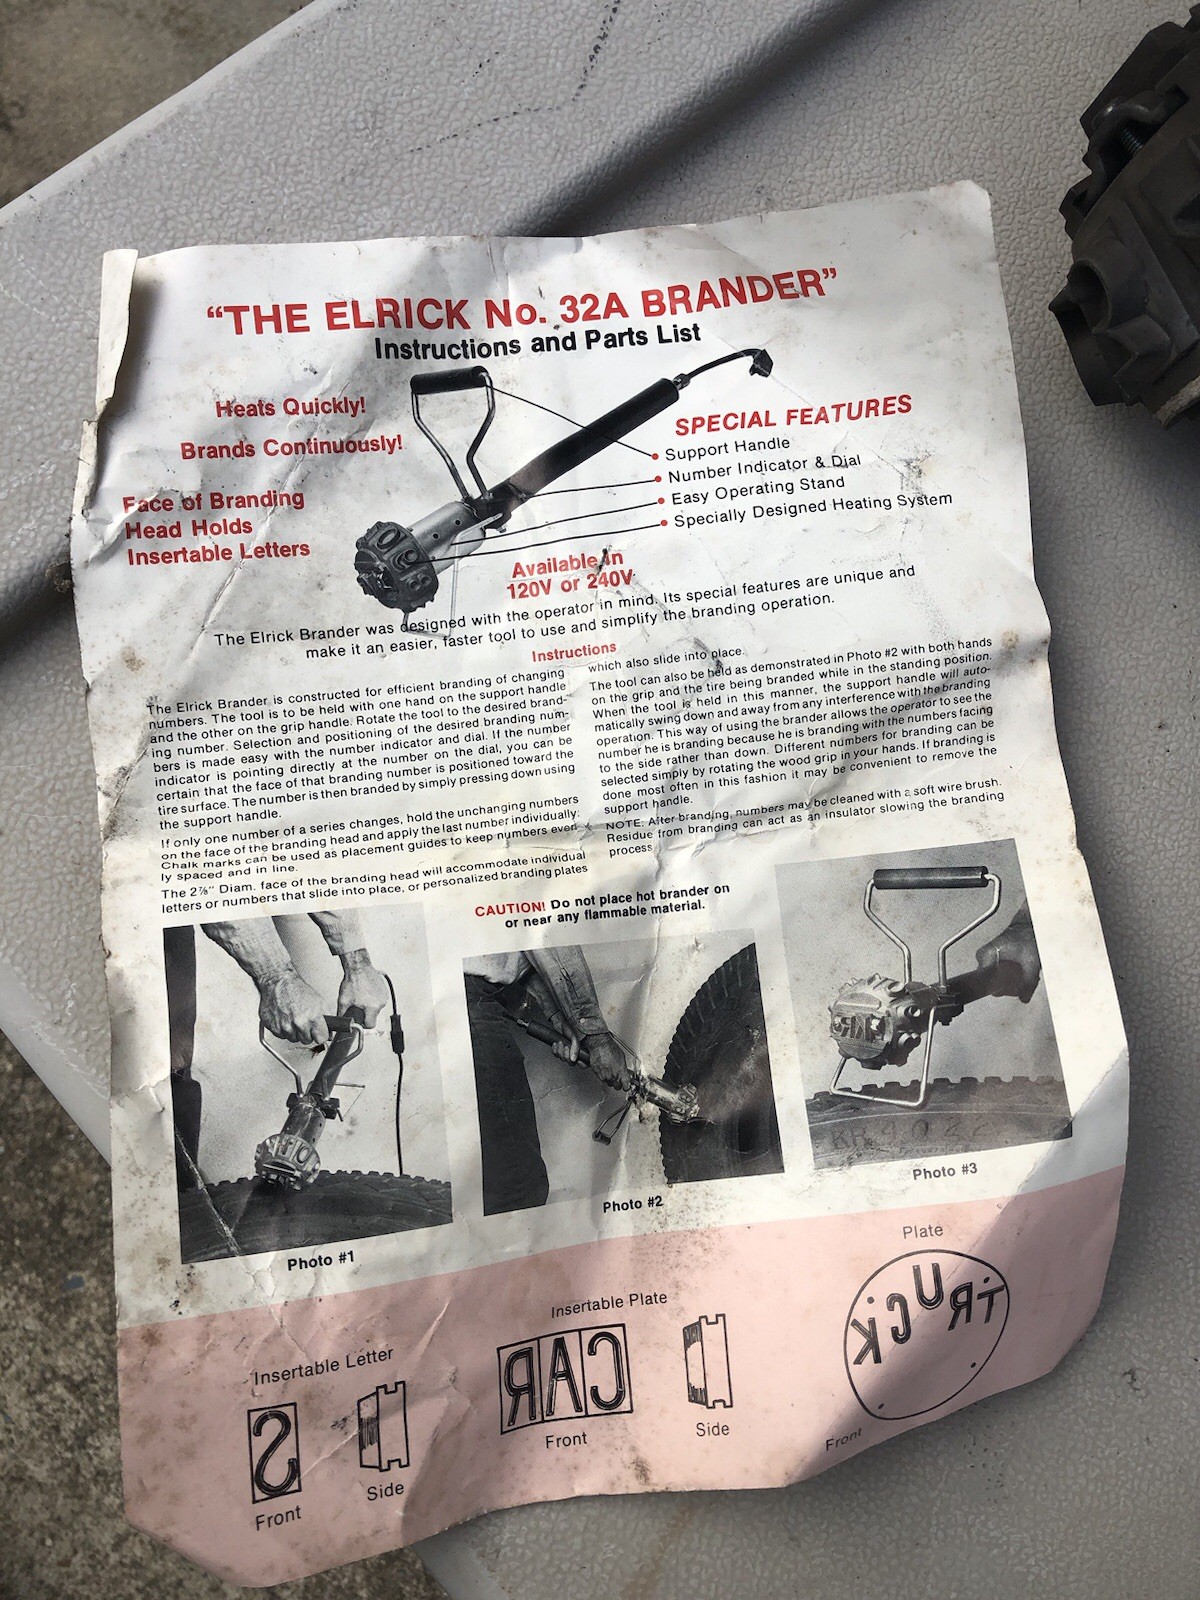 “THE ELRICK No. 32A BRANDER”
Instructions and Parts List
Heats Quickly!
Brands Continuously!
Face of Branding
Head Holds
Insertable Letters
SPECIAL FEATURES
Support Handle
Number Indicator & Dial
Easy Operating Stand
Specially Designed Heating System
Available in
120V or 240V
The Elrick Brander was designed with the operator in mind. Its special features are unique and
make it an easier, faster tool to use and simplify the branding operation.
Instructions
The Elrick Brander is constructed for efficient branding of changing
numbers. The tool is to be held with one hand on the support handle
and the other on the grip handle. Rotate the tool to the desired brand-
ing number. Selection and positioning of the desired branding num-
bers is made easy with the number indicator and dial. If the number
indicator is pointing directly at the number on the dial, you can be
certain that the face of that branding number is positioned toward the
tire surface. The number is then branded by simply pressing down using
the support handle.
If only one number of a series changes, hold the unchanging numbers
on the face of the branding head and apply the last number individually.
Chalk marks can be used as placement guides to keep numbers even-
ly spaced and in line.
The 2⅞" Diam. face of the branding head will accommodate individual
letters or numbers that slide into place, or personalized branding plates
which also slide into place.
The tool can also be held as demonstrated in Photo #2 with both hands
on the grip and the tire being branded while in the standing position.
When the tool is held in this manner, the support handle will auto-
matically swing down and away from any interference with the branding
operation. This way of using the brander allows the operator to see the
number he is branding because he is branding with the numbers facing
to the side rather than down. Different numbers for branding can be
selected simply by rotating the wood grip in your hands. If branding is
done most often in this fashion it may be convenient to remove the
support handle.
NOTE: After branding, numbers may be cleaned with a soft wire brush.
Residue from branding can act as an insulator slowing the branding
process.
CAUTION! Do not place hot brander on
or near any flammable material.
Photo #1
Photo #2
Photo #3
Insertable Letter
S
Front
Side
Insertable Plate
CAR
Front
Side
Plate
TRUCK
Front